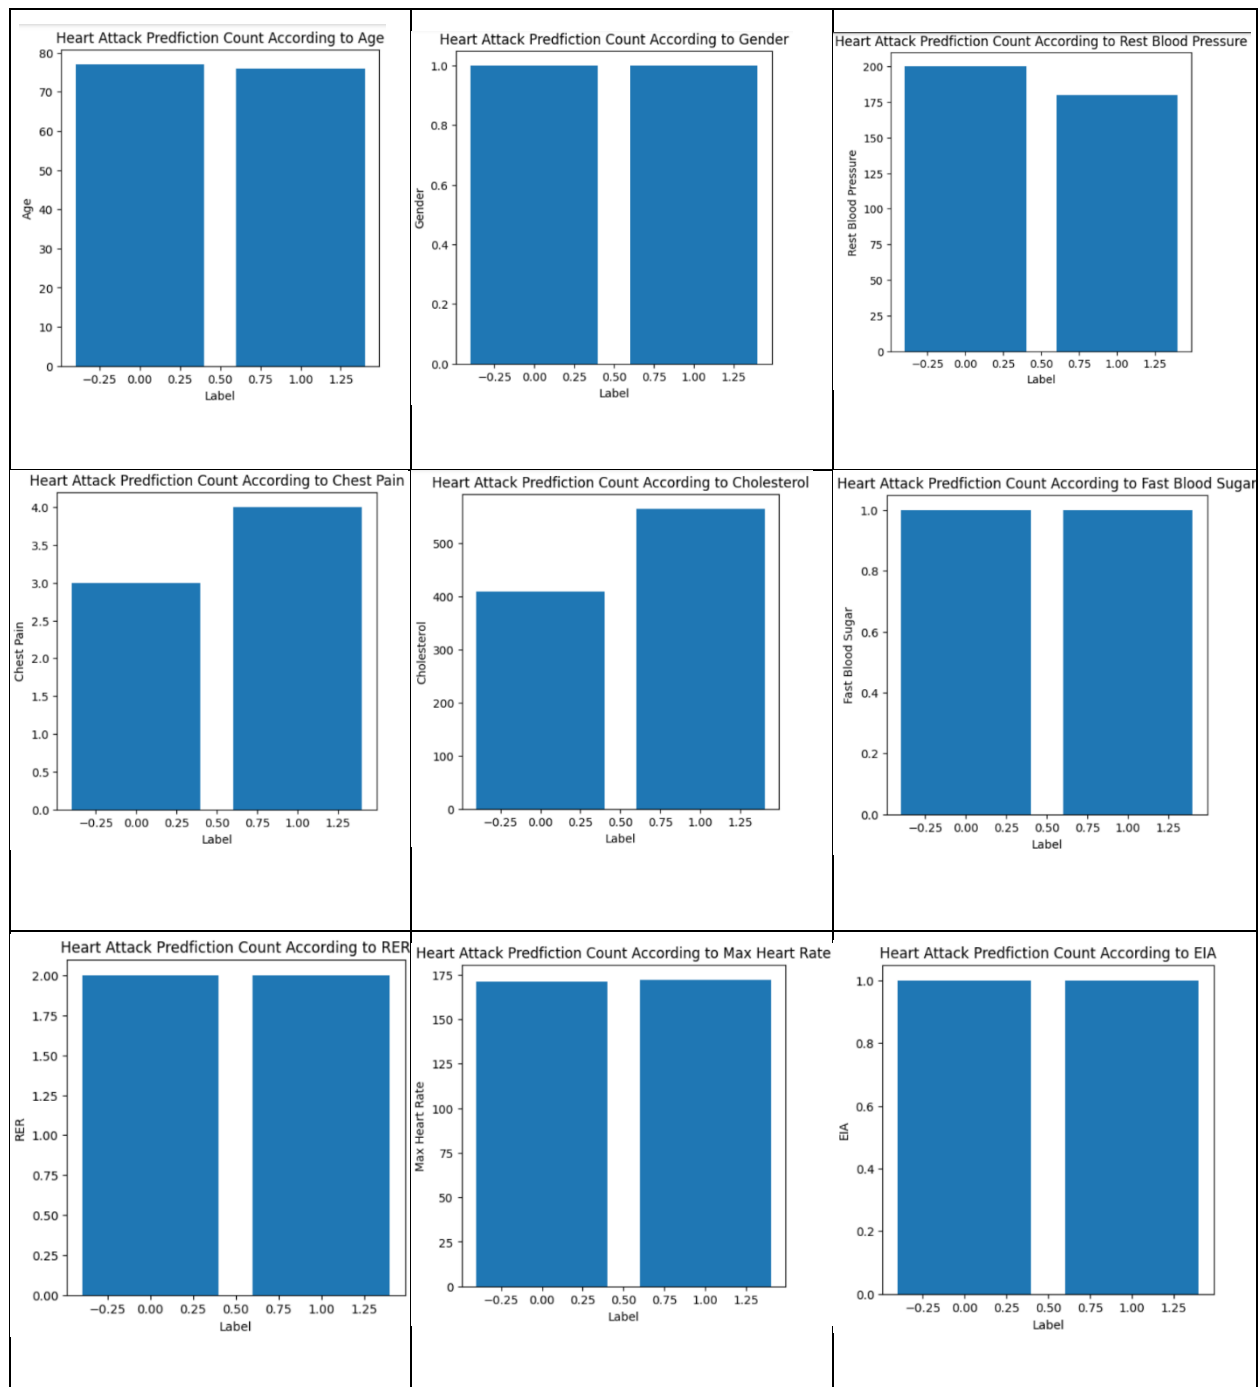 Heart Attack Predfiction Count According to Age
80
70
60
50
40
30
20
10
0
Age
−0.25 0.00 0.25 0.50 0.75 1.00 1.25
Label
Heart Attack Predfiction Count According to Gender
1.0
0.8
0.6
0.4
0.2
0.0
Gender
−0.25 0.00 0.25 0.50 0.75 1.00 1.25
Label
Heart Attack Predfiction Count According to Rest Blood Pressure
200
175
150
125
100
75
50
25
0
Rest Blood Pressure
−0.25 0.00 0.25 0.50 0.75 1.00 1.25
Label
Heart Attack Predfiction Count According to Chest Pain
4.0
3.5
3.0
2.5
2.0
1.5
1.0
0.5
0.0
Chest Pain
−0.25 0.00 0.25 0.50 0.75 1.00 1.25
Label
Heart Attack Predfiction Count According to Cholesterol
500
400
300
200
100
0
Cholesterol
−0.25 0.00 0.25 0.50 0.75 1.00 1.25
Label
Heart Attack Predfiction Count According to Fast Blood Sugar
1.0
0.8
0.6
0.4
0.2
0.0
Fast Blood Sugar
−0.25 0.00 0.25 0.50 0.75 1.00 1.25
Label
Heart Attack Predfiction Count According to RER
2.00
1.75
1.50
1.25
1.00
0.75
0.50
0.25
0.00
RER
−0.25 0.00 0.25 0.50 0.75 1.00 1.25
Label
Heart Attack Predfiction Count According to Max Heart Rate
175
150
125
100
75
50
25
0
Max Heart Rate
−0.25 0.00 0.25 0.50 0.75 1.00 1.25
Label
Heart Attack Predfiction Count According to EIA
1.0
0.8
0.6
0.4
0.2
0.0
EIA
−0.25 0.00 0.25 0.50 0.75 1.00 1.25
Label